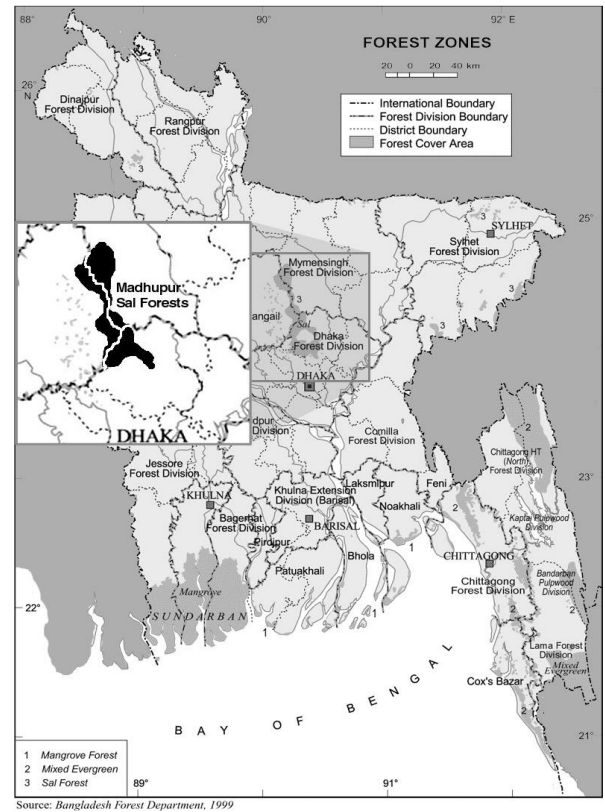 88°
90°
92° E
FOREST ZONES
20 0 20 40 km
26°
N
International Boundary
Forest Division Boundary
District Boundary
Forest Cover Area
Dinajpur
Forest Division
Rangpur
Forest Division
3
25°
3
SYLHET
Sylhet
Forest Division
2
3
3
Madhupur
Sal Forests
DHAKA
Mymensingh
Forest Division
3
angail
Sal
Dhaka
Forest Division
DHAKA
dpur
Division
Comilla
Forest Division
2
2
Chittagong HT
(North)
Forest Division
Jessore
Forest Division
23°
KHULNA
Khulna Extension
Division (Barisal)
Laksmipur
Feni
Noakhali
2
Kaptai Pulpwood
Division
Bagerhat
Forest Division
BARISAL
Pirojpur
Bhola
1
CHITTAGONG
Chittagong
Forest Division
Patuakhali
Bandarban
Pulpwood
Division
2
Mangrove
SUNDARBAN
22°
1
1
2
Lama Forest
Division
Mixed
Evergreen
Cox's Bazar
2
BAY OF BENGAL
21°
1 Mangrove Forest
2 Mixed Evergreen
3 Sal Forest
89°
91°
Source: Bangladesh Forest Department, 1999